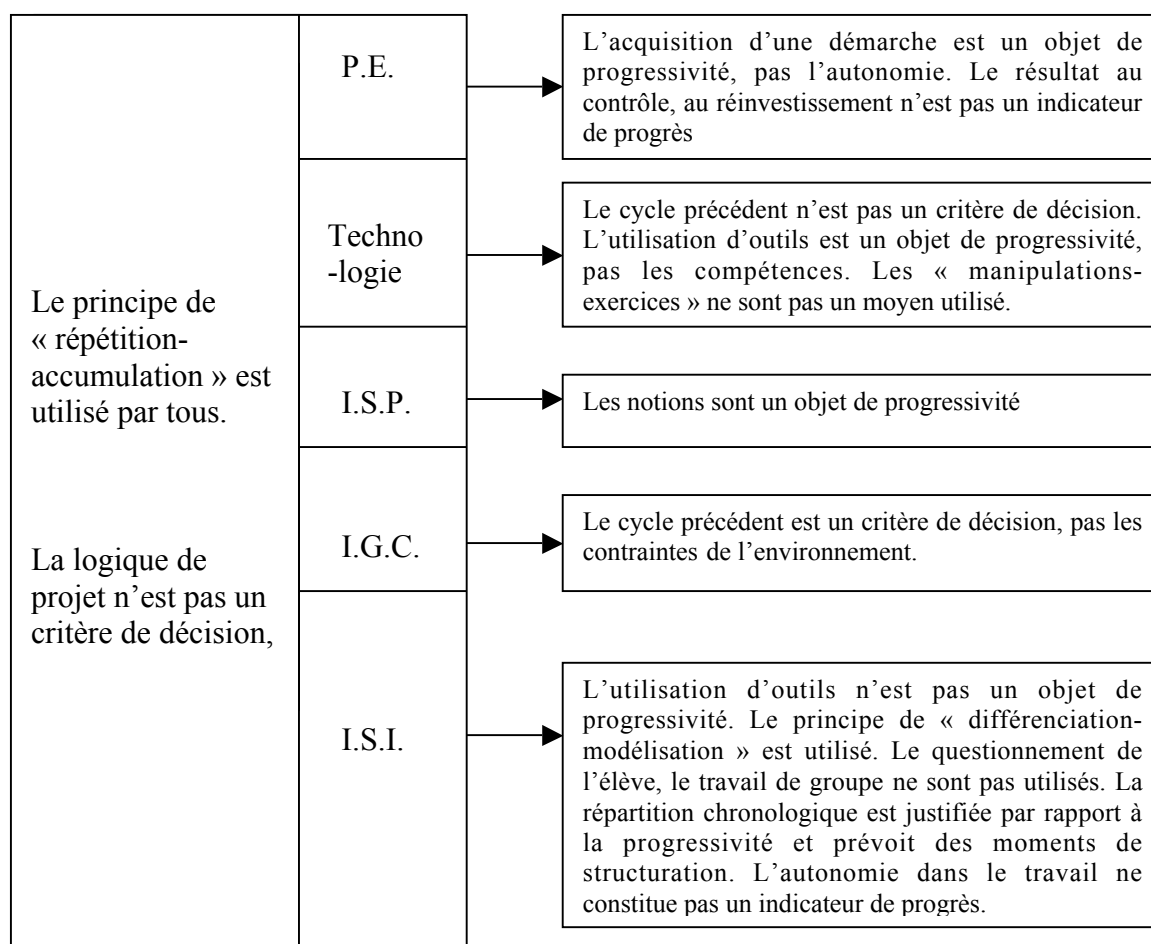 P.E.
L’acquisition d’une démarche est un objet de
progressivité, pas l’autonomie. Le résultat au
contrôle, au réinvestissement n’est pas un indicateur
de progrès
Techno
-logie
Le cycle précédent n’est pas un critère de décision.
L’utilisation d’outils est un objet de progressivité,
pas les compétences. Les « manipulations-
exercices » ne sont pas un moyen utilisé.
Le principe de
« répétition-
accumulation » est
utilisé par tous.
I.S.P.
Les notions sont un objet de progressivité
I.G.C.
Le cycle précédent est un critère de décision, pas les
contraintes de l’environnement.
La logique de
projet n’est pas un
critère de décision,
I.S.I.
L’utilisation d’outils n’est pas un objet de
progressivité. Le principe de « différenciation-
modélisation » est utilisé. Le questionnement de
l’élève, le travail de groupe ne sont pas utilisés. La
répartition chronologique est justifiée par rapport à
la progressivité et prévoit des moments de
structuration. L’autonomie dans le travail ne
constitue pas un indicateur de progrès.